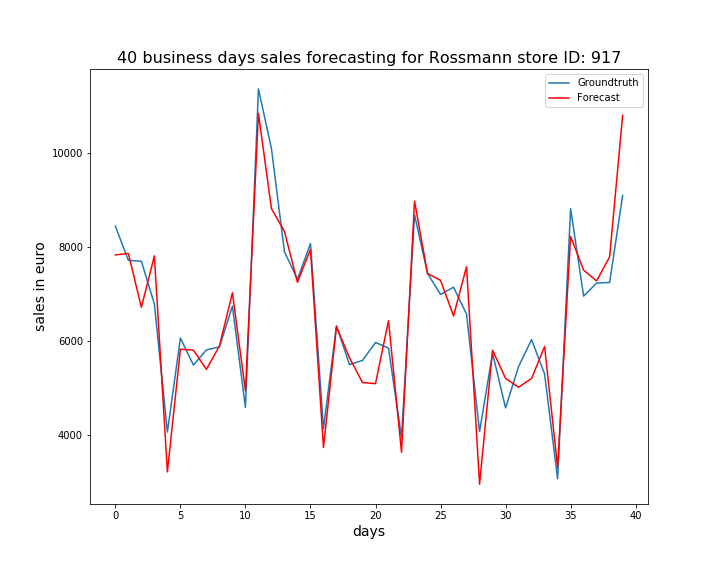 40 business days sales forecasting for Rossmann store ID: 917
Groundtruth
Forecast
sales in euro
10000
8000
6000
4000
0 5 10 15 20 25 30 35 40
days